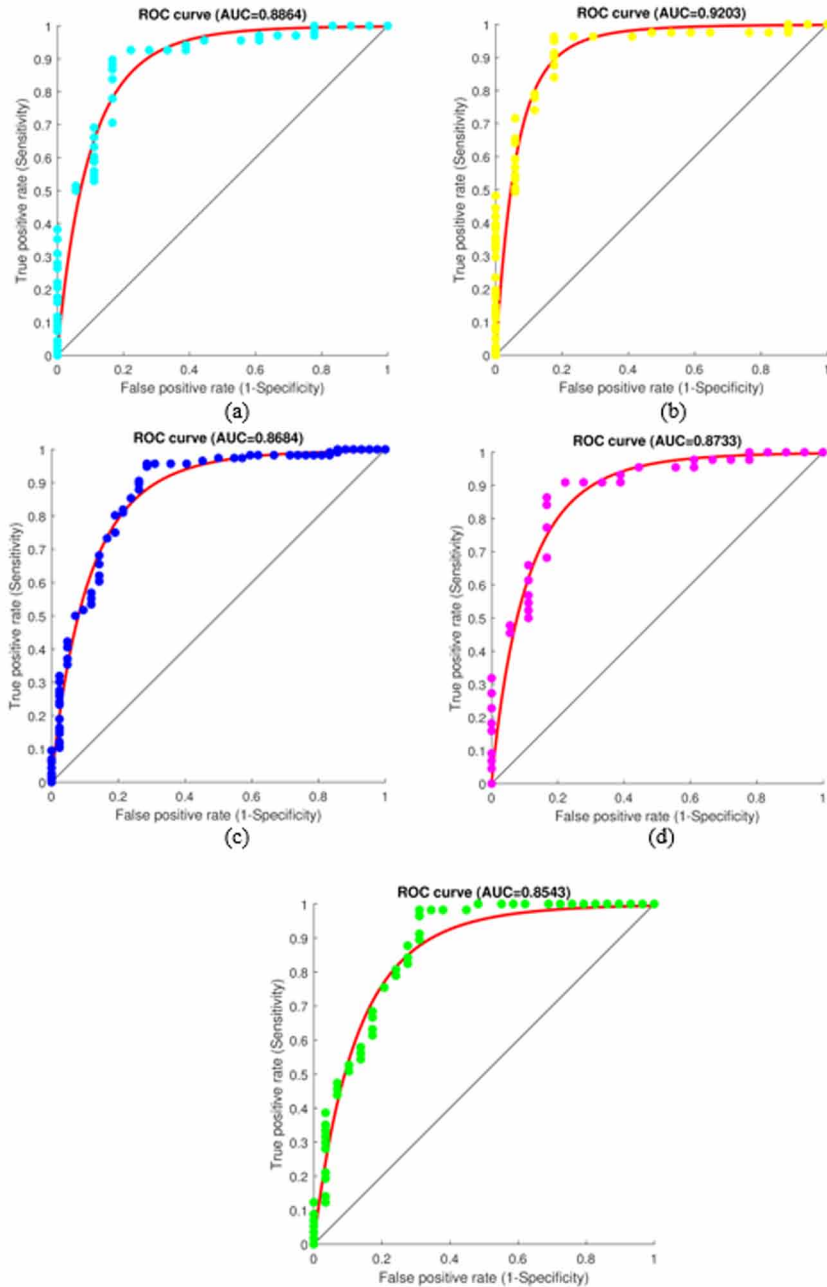 ROC curve (AUC=0.8864)
True positive rate (Sensitivity)
1
0.9
0.8
0.7
0.6
0.5
0.4
0.3
0.2
0.1
0
0 0.2 0.4 0.6 0.8 1
False positive rate (1-Specificity)
(a)
ROC curve (AUC=0.9203)
True positive rate (Sensitivity)
1
0.9
0.8
0.7
0.6
0.5
0.4
0.3
0.2
0.1
0
0 0.2 0.4 0.6 0.8 1
False positive rate (1-Specificity)
(b)
ROC curve (AUC=0.8684)
True positive rate (Sensitivity)
1
0.9
0.8
0.7
0.6
0.5
0.4
0.3
0.2
0.1
0
0 0.2 0.4 0.6 0.8 1
False positive rate (1-Specificity)
(c)
ROC curve (AUC=0.8733)
True positive rate (Sensitivity)
1
0.9
0.8
0.7
0.6
0.5
0.4
0.3
0.2
0.1
0
0 0.2 0.4 0.6 0.8 1
False positive rate (1-Specificity)
(d)
ROC curve (AUC=0.8543)
True positive rate (Sensitivity)
1
0.9
0.8
0.7
0.6
0.5
0.4
0.3
0.2
0.1
0
0 0.2 0.4 0.6 0.8 1
False positive rate (1-Specificity)